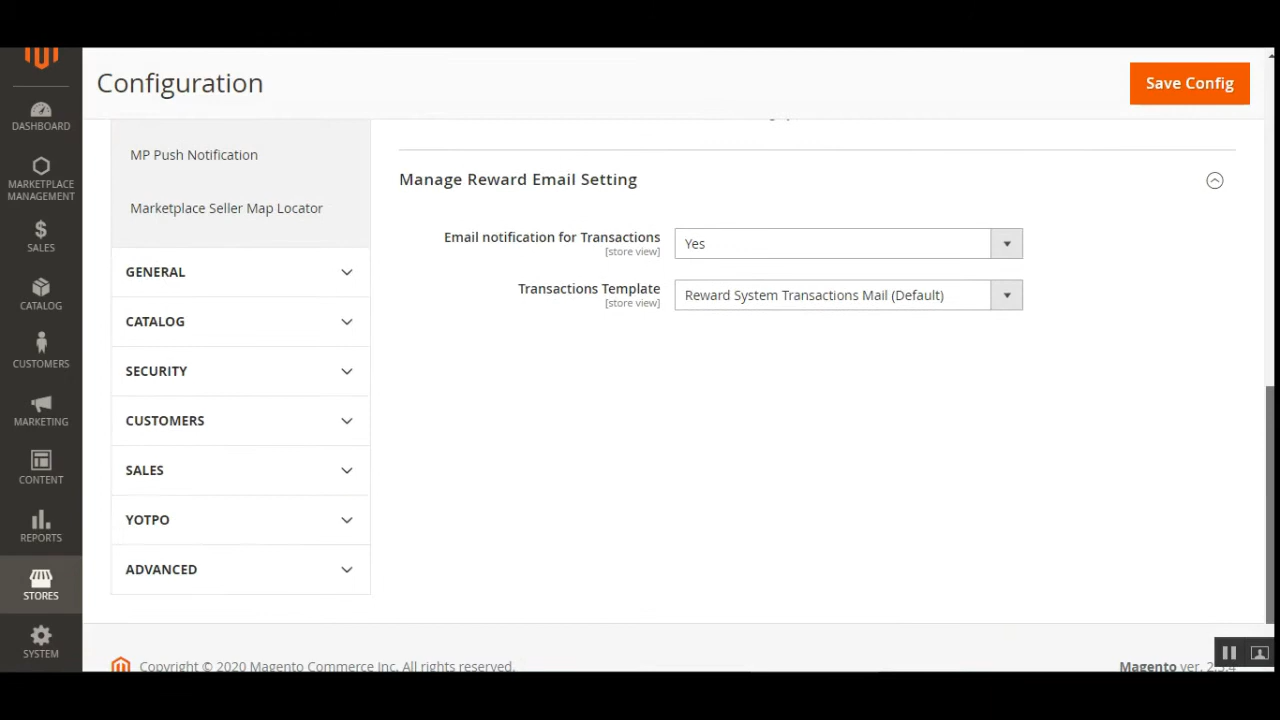 Configuration
Save Config
DASHBOARD
MARKETPLACE
MANAGEMENT
SALES
CATALOG
CUSTOMERS
MARKETING
CONTENT
REPORTS
STORES
SYSTEM
MP Push Notification
Marketplace Seller Map Locator
GENERAL
CATALOG
SECURITY
CUSTOMERS
SALES
YOTPO
ADVANCED
Manage Reward Email Setting
Email notification for Transactions
[store view]
Yes
Transactions Template
[store view]
Reward System Transactions Mail (Default)
Copyright © 2020 Magento Commerce Inc. All rights reserved.
Magento ver.